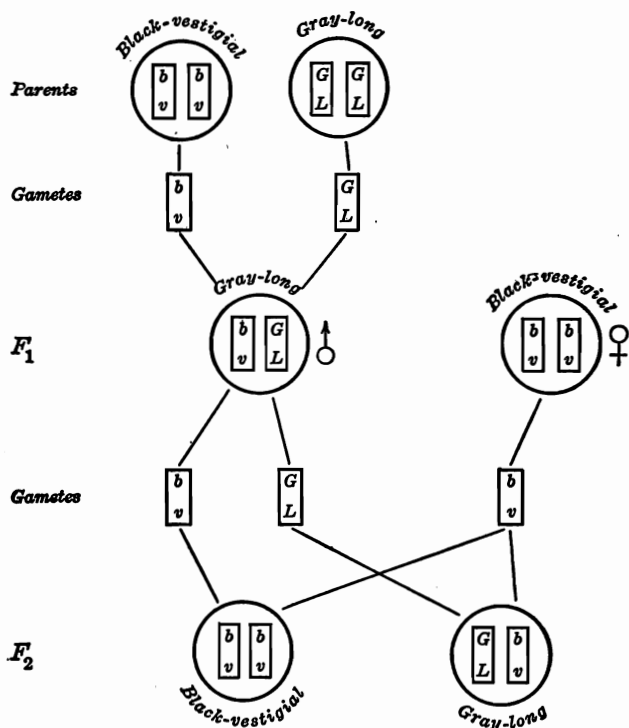 Black-vestigial
Gray-long
Parents
b b G G
v v L L
Gametes
b G
v L
Gray-long
Black-vestigial
F₁
b G ♂ b b ♀
v L v v
Gametes
b G b
v L v
F₂
b b G b
v v L v
Black-vestigial
Gray-long